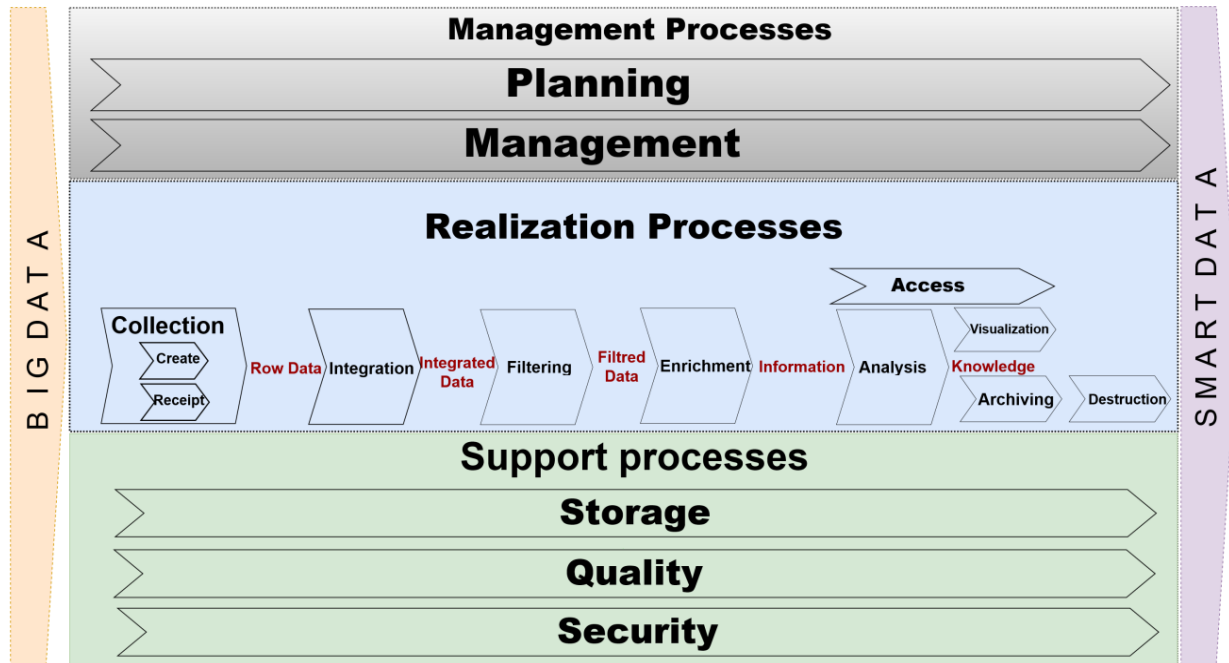 BIG DATA
Management Processes
Planning
Management
Realization Processes
Access
Collection
Create
Receipt
Row Data
Integration
Integrated
Data
Filtering
Filtred
Data
Enrichment
Information
Analysis
Visualization
Knowledge
Archiving
Destruction
Support processes
Storage
Quality
Security
SMART DATA